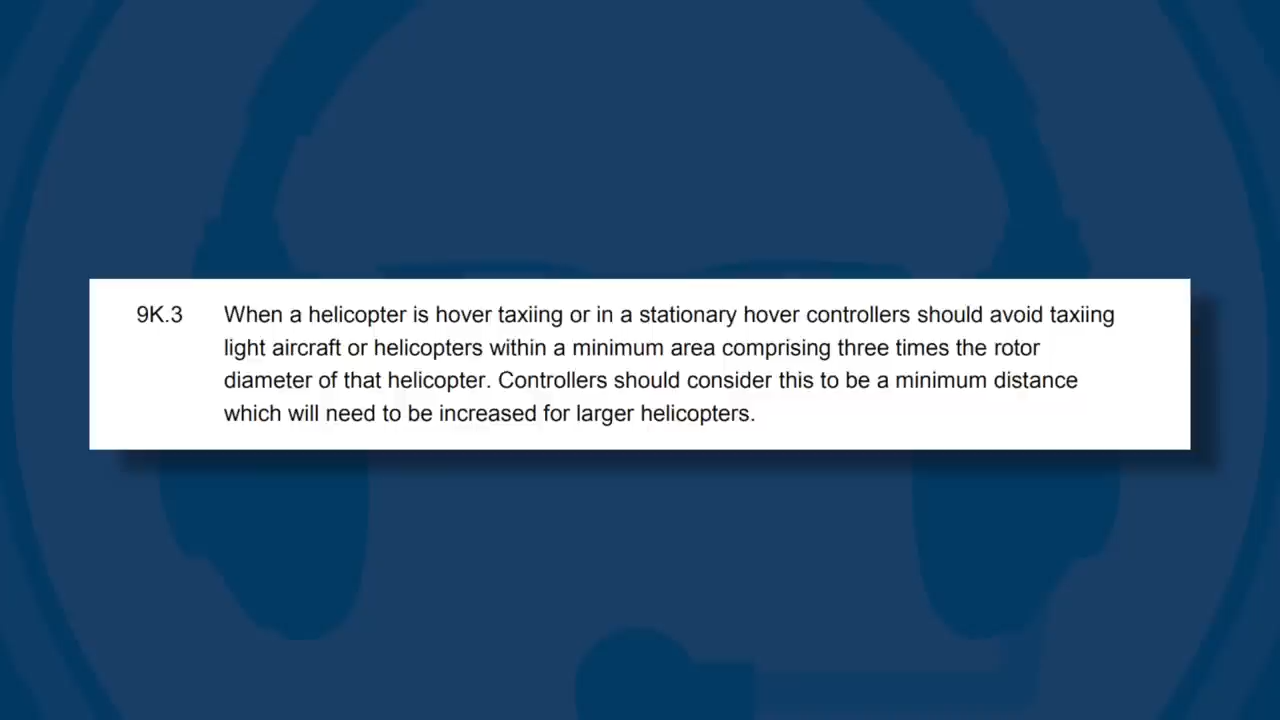 9K.3 When a helicopter is hover taxiing or in a stationary hover controllers should avoid taxiing
light aircraft or helicopters within a minimum area comprising three times the rotor
diameter of that helicopter. Controllers should consider this to be a minimum distance
which will need to be increased for larger helicopters.